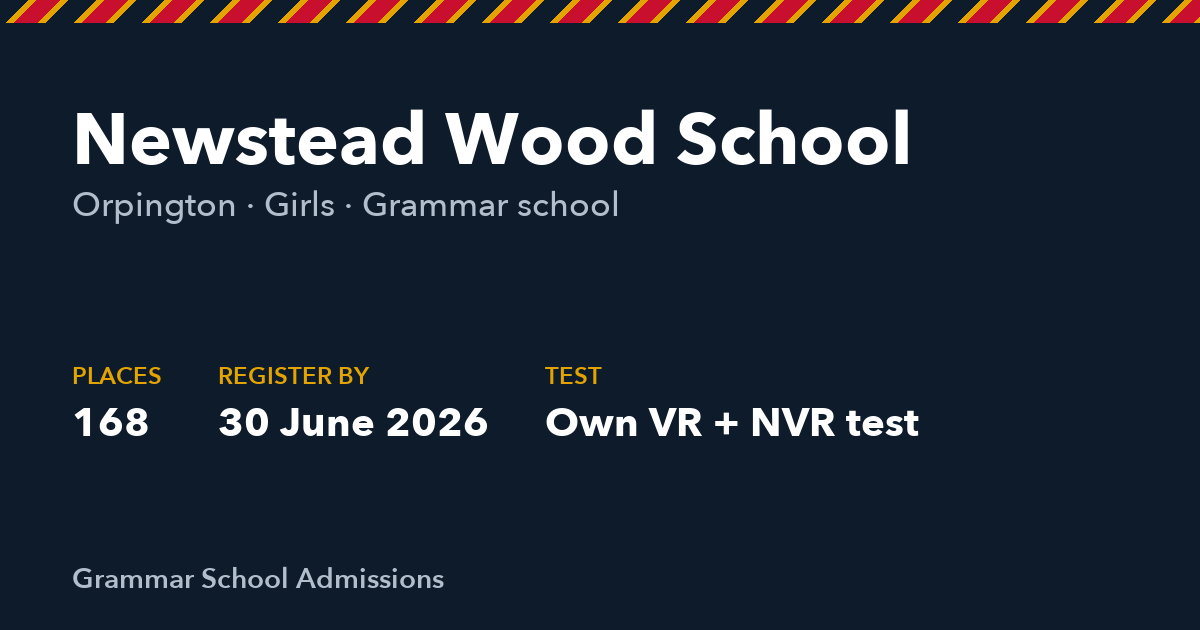 Newstead Wood School
Orpington · Girls · Grammar school
PLACES
168
REGISTER BY
30 June 2026
TEST
Own VR + NVR test
Grammar School Admissions